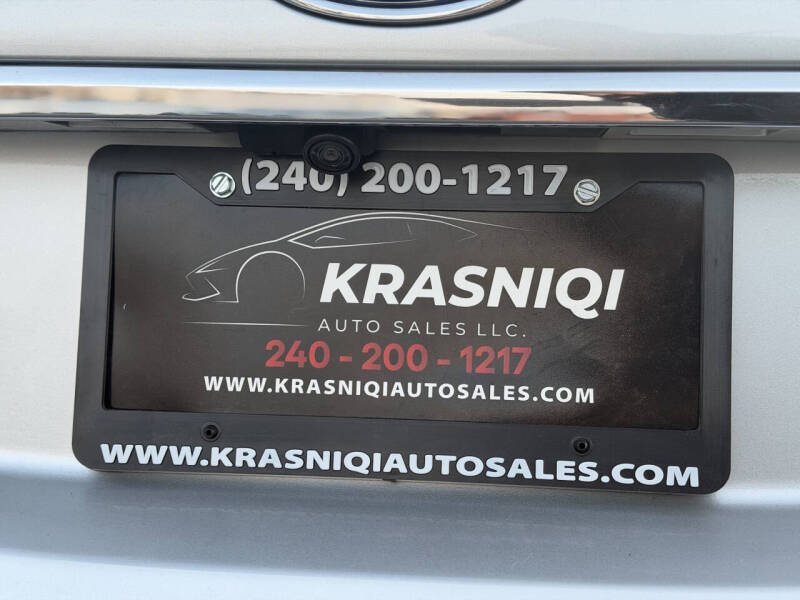 (240) 200-1217
KRASNIQI
AUTO SALES LLC.
240 - 200 - 1217
WWW.KRASNIQIAUTOSALES.COM
WWW.KRASNIQIAUTOSALES.COM